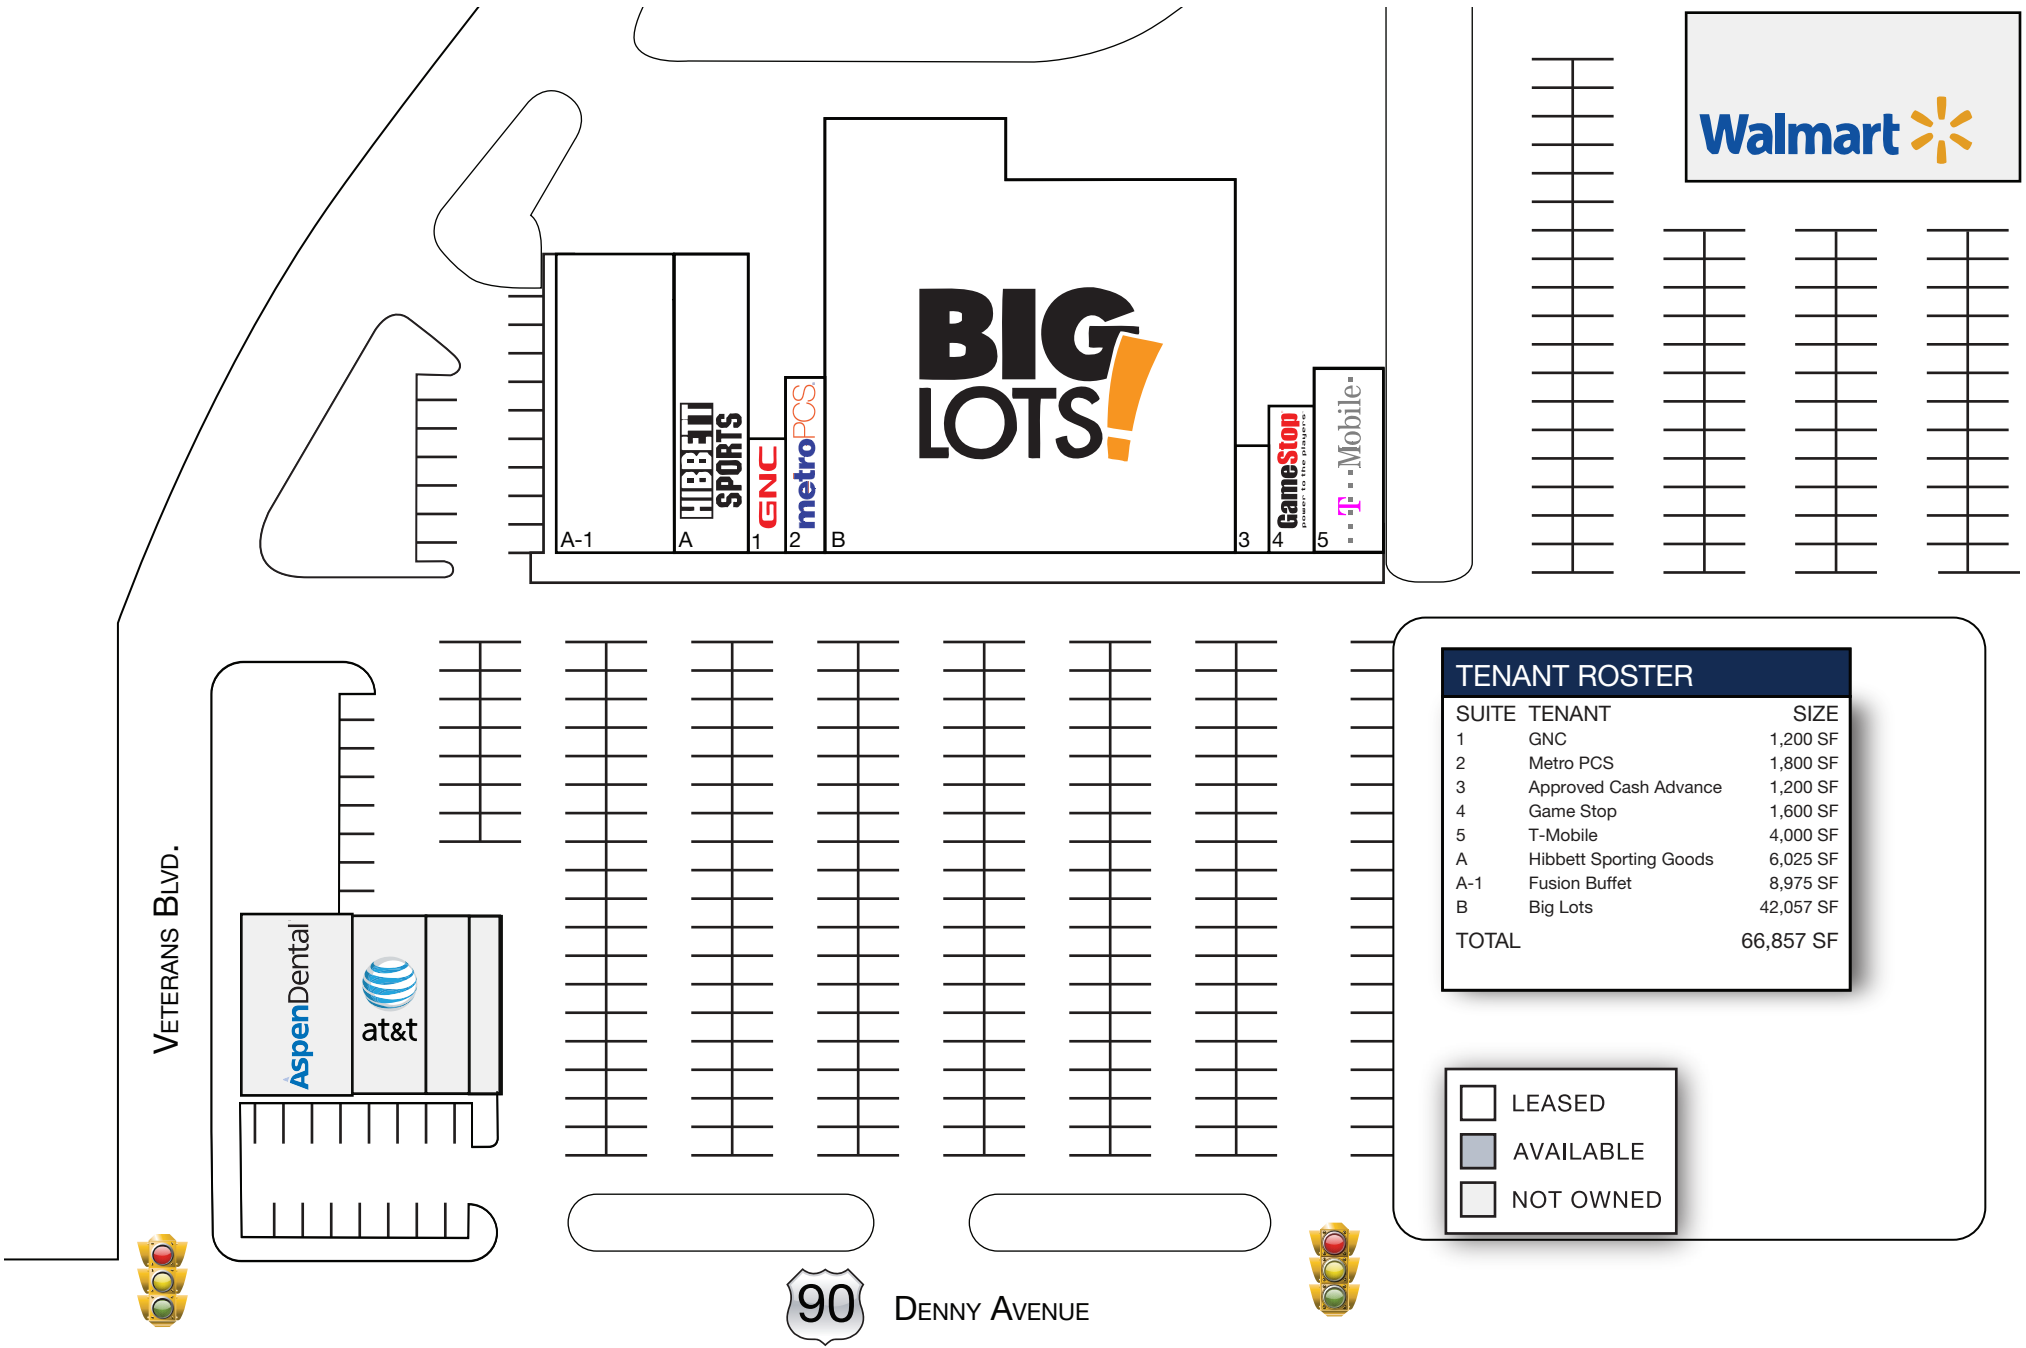 Walmart
BIG
LOTS!
HIBBETT
SPORTS
GNC
metroPCS.
GameStop
power to the players
T Mobile
A-1
A
1
2
B
3
4
5
TENANT ROSTER
SUITE TENANT SIZE
1 GNC 1,200 SF
2 Metro PCS 1,800 SF
3 Approved Cash Advance 1,200 SF
4 Game Stop 1,600 SF
5 T-Mobile 4,000 SF
A Hibbett Sporting Goods 6,025 SF
A-1 Fusion Buffet 8,975 SF
B Big Lots 42,057 SF
TOTAL 66,857 SF
VETERANS BLVD.
AspenDental
at&t
LEASED
AVAILABLE
NOT OWNED
90
DENNY AVENUE